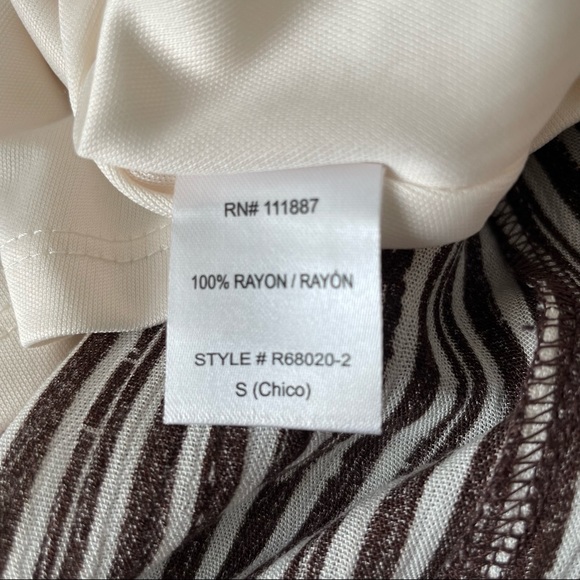 RN# 111887
100% RAYON / RAYÓN
STYLE # R68020-2
S (Chico)